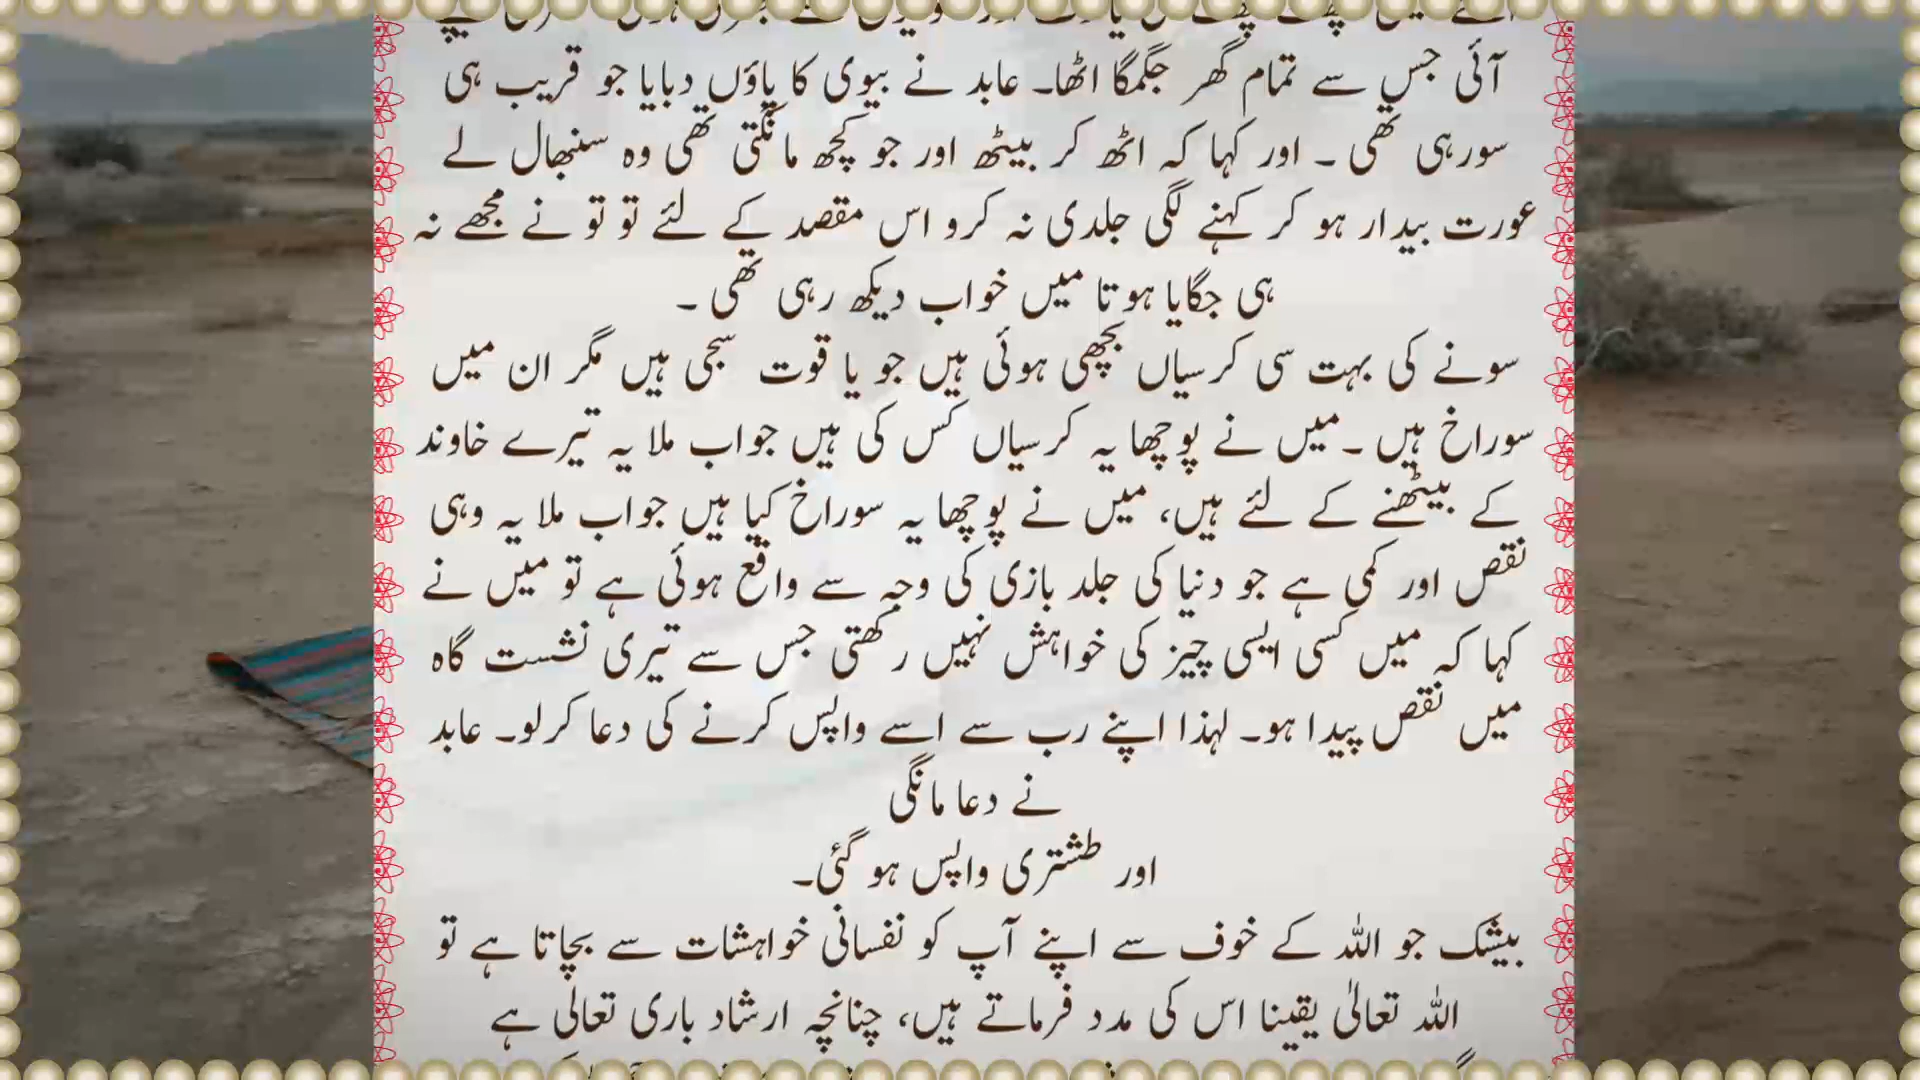 آئی جس سے تمام گھر جگمگا اٹھا۔ عابد نے بیوی کا پاؤں دبایا جو قریب ہی
سورہی تھی ۔ اور کہا کہ اٹھ کر بیٹھ اور جو کچھ مانگتی تھی وہ سنبھال لے
عورت بیدار ہو کر کہنے لگی جلدی نہ کرو اس مقصد کے لئے تو تو نے مجھے نہ
ہی جگایا ہوتا میں خواب دیکھ رہی تھی ۔
سونے کی بہت سی کرسیاں بچھی ہوئی ہیں جو یا قوت سجی ہیں مگر ان میں
سوراخ ہیں ۔میں نے پوچھا یہ کرسیاں کس کی ہیں جواب ملا یہ تیرے خاوند
کے بیٹھنے کے لئے ہیں، میں نے پوچھا یہ سوراخ کیا ہیں جواب ملا یہ وہی
نقص اور کمی ہے جو دنیا کی جلد بازی کی وجہ سے واقع ہوئی ہے تو میں نے
کہا کہ میں کسی ایسی چیز کی خواہش نہیں رکھتی جس سے تیری نشست گاہ
میں نقص پیدا ہو۔ لہذا اپنے رب سے اسے واپس کرنے کی دعا کرلو۔ عابد
نے دعا مانگی
اور طشتری واپس ہو گئی۔
بیشک جو اللہ کے خوف سے اپنے آپ کو نفسانی خواہشات سے بچاتا ہے تو
اللہ تعالیٰ یقینا اس کی مدد فرماتے ہیں، چنانچہ ارشاد باری تعالیٰ ہے